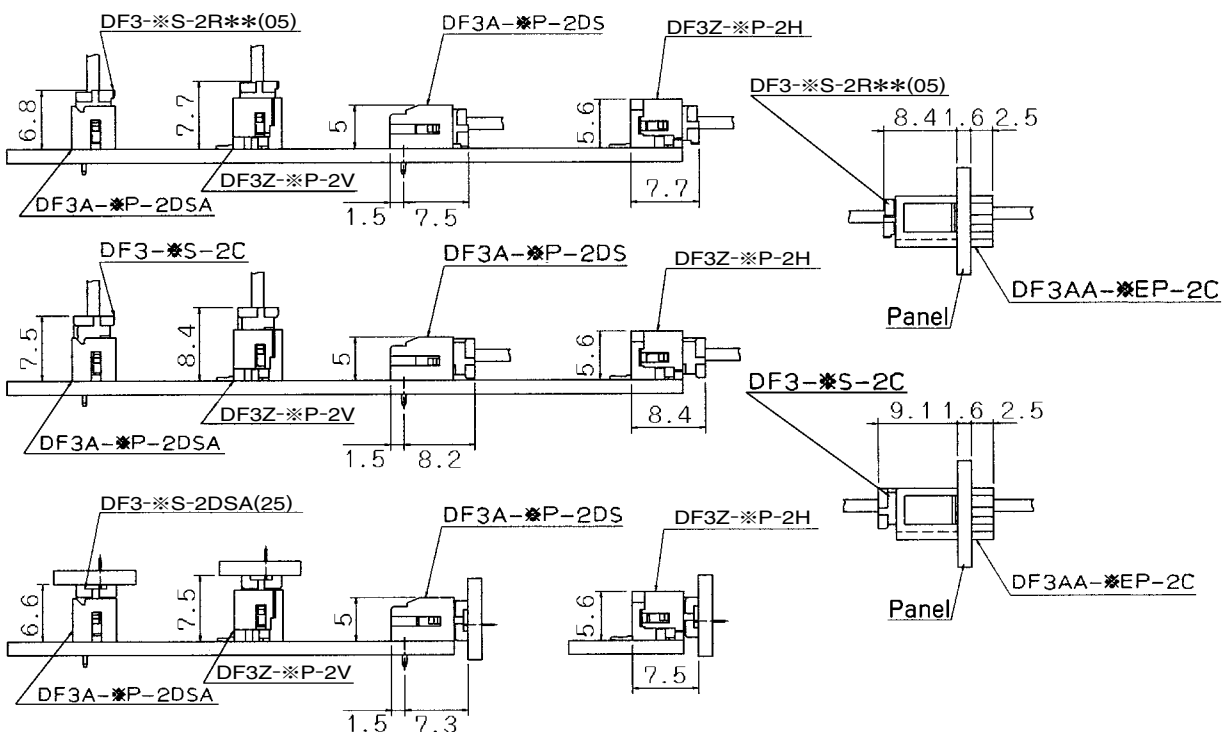 DF3-※S-2R**(05)
DF3A-※P-2DS
DF3Z-※P-2H
6.8
7.7
5
5.6
DF3Z-※P-2V
DF3A-※P-2DSA
1.5
7.5
7.7
DF3-※S-2R**(05)
8.4
1.6
2.5
DF3AA-※EP-2C
Panel
DF3-※S-2C
DF3A-※P-2DS
DF3Z-※P-2H
7.5
8.4
5
5.6
DF3Z-※P-2V
DF3A-※P-2DSA
1.5
8.2
8.4
DF3-※S-2C
9.1
1.6
2.5
DF3AA-※EP-2C
Panel
DF3-※S-2DSA(25)
DF3A-※P-2DS
DF3Z-※P-2H
6.6
7.5
5
5.6
DF3Z-※P-2V
DF3A-※P-2DSA
1.5
7.3
7.5